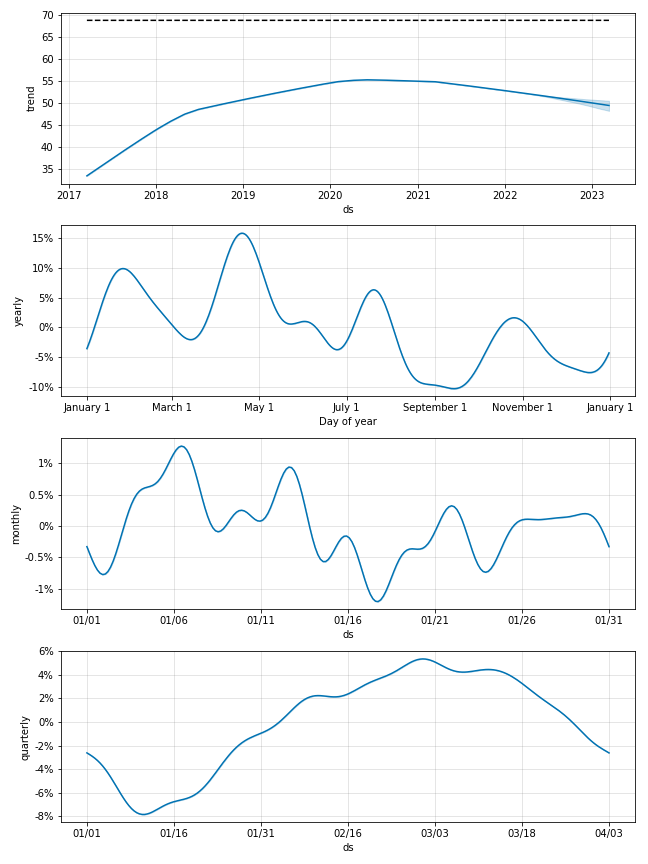 70
65
60
55
50
45
40
35
trend
2017 2018 2019 2020 2021 2022 2023
ds
15%
10%
5%
0%
-5%
-10%
yearly
January 1 March 1 May 1 July 1 September 1 November 1 January 1
Day of year
1%
0.5%
0%
-0.5%
-1%
monthly
01/01 01/06 01/11 01/16 01/21 01/26 01/31
ds
6%
4%
2%
0%
-2%
-4%
-6%
-8%
quarterly
01/01 01/16 01/31 02/16 03/03 03/18 04/03
ds